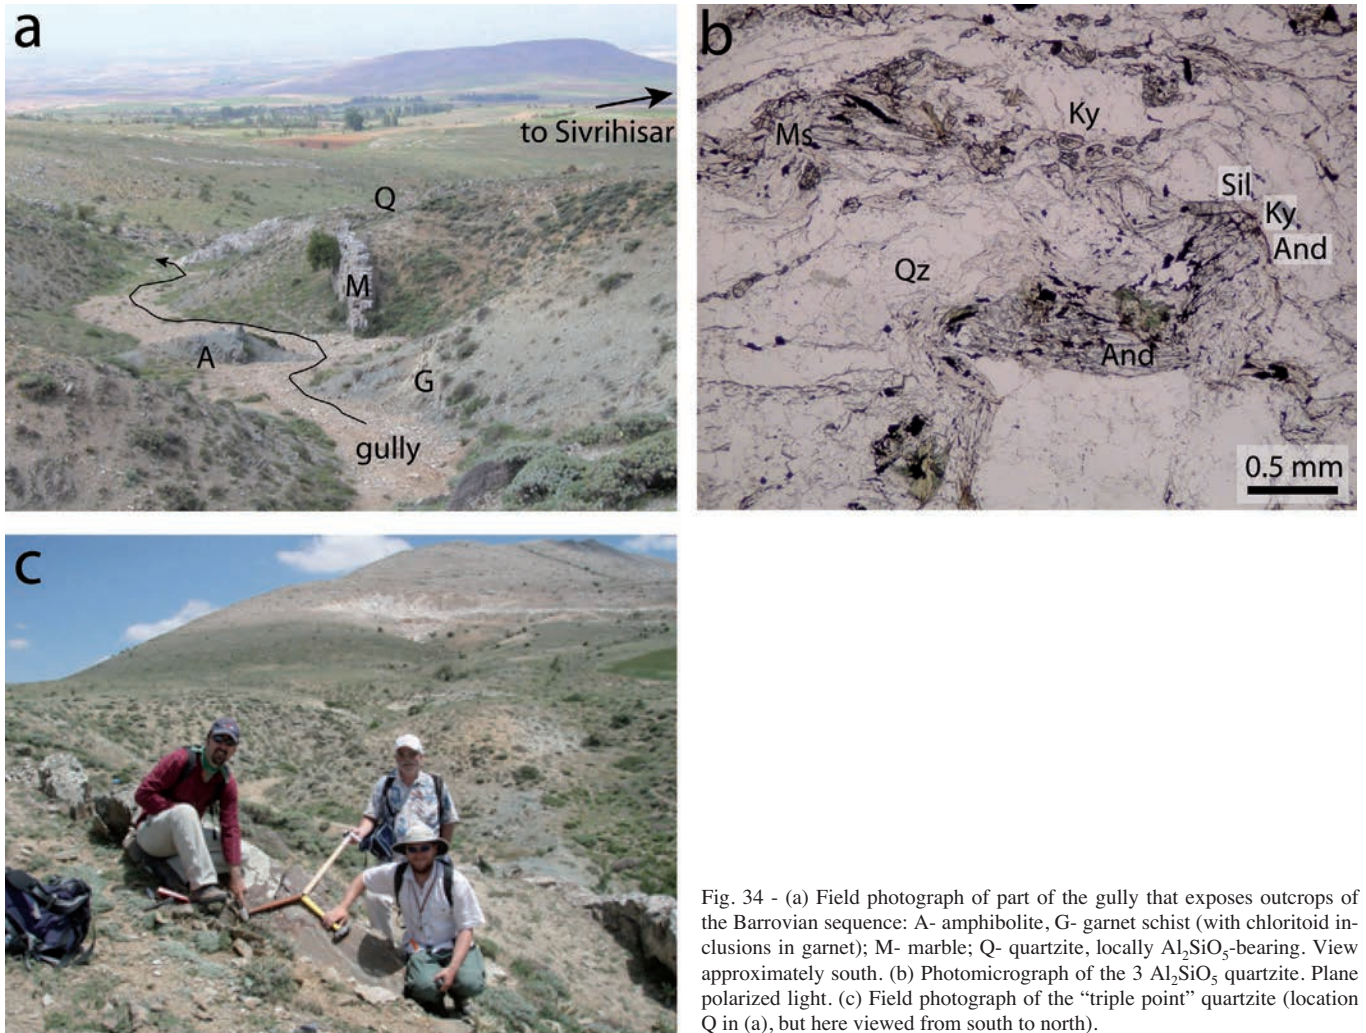 a
to Sivrihisar
Q
M
A
G
gully
b
Ky
Ms
Sil
Ky
And
Qz
And
0.5 mm
c
Fig. 34 - (a) Field photograph of part of the gully that exposes outcrops of
the Barrovian sequence: A- amphibolite, G- garnet schist (with chloritoid in-
clusions in garnet); M- marble; Q- quartzite, locally Al₂SiO₅-bearing. View
approximately south. (b) Photomicrograph of the 3 Al₂SiO₅ quartzite. Plane
polarized light. (c) Field photograph of the “triple point” quartzite (location
Q in (a), but here viewed from south to north).